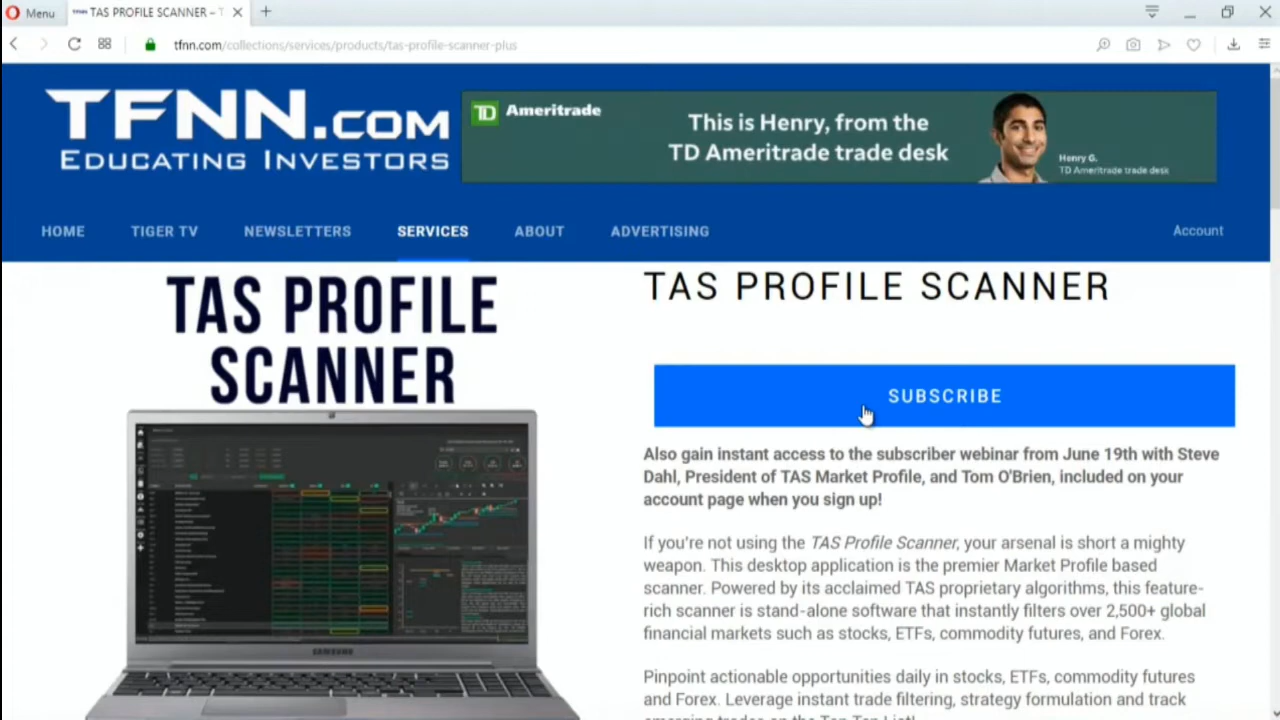 Menu
TAS PROFILE SCANNER – T
tfnn.com/collections/services/products/tas-profile-scanner-plus
TFNN.COM
EDUCATING INVESTORS
TD Ameritrade
This is Henry, from the
TD Ameritrade trade desk
Henry G.
TD Ameritrade trade desk
HOME TIGER TV NEWSLETTERS SERVICES ABOUT ADVERTISING Account
TAS PROFILE
SCANNER
SAMSUNG
TAS PROFILE SCANNER
SUBSCRIBE
Also gain instant access to the subscriber webinar from June 19th with Steve
Dahl, President of TAS Market Profile, and Tom O'Brien, included on your
account page when you sign up!
If you're not using the TAS Profile Scanner, your arsenal is short a mighty
weapon. This desktop application is the premier Market Profile based
scanner. Powered by its acclaimed TAS proprietary algorithms, this feature-
rich scanner is stand-alone software that instantly filters over 2,500+ global
financial markets such as stocks, ETFs, commodity futures, and Forex.
Pinpoint actionable opportunities daily in stocks, ETFs, commodity futures
and Forex. Leverage instant trade filtering, strategy formulation and track
emerging trades on the Top Ten List!